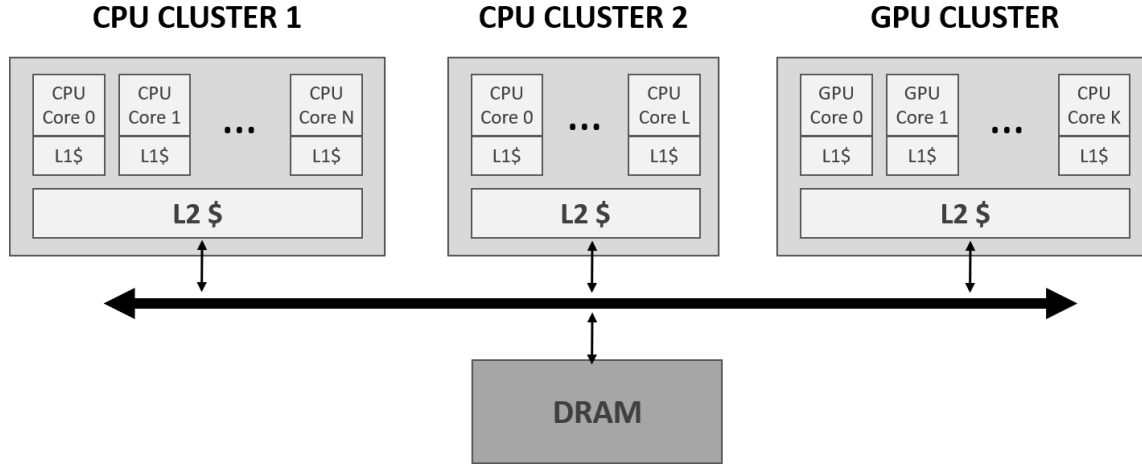 CPU CLUSTER 1
CPU
Core 0
L1$
CPU
Core 1
L1$
...
CPU
Core N
L1$
L2 $
CPU CLUSTER 2
CPU
Core 0
L1$
...
CPU
Core L
L1$
L2 $
GPU CLUSTER
GPU
Core 0
L1$
GPU
Core 1
L1$
...
CPU
Core K
L1$
L2 $
DRAM